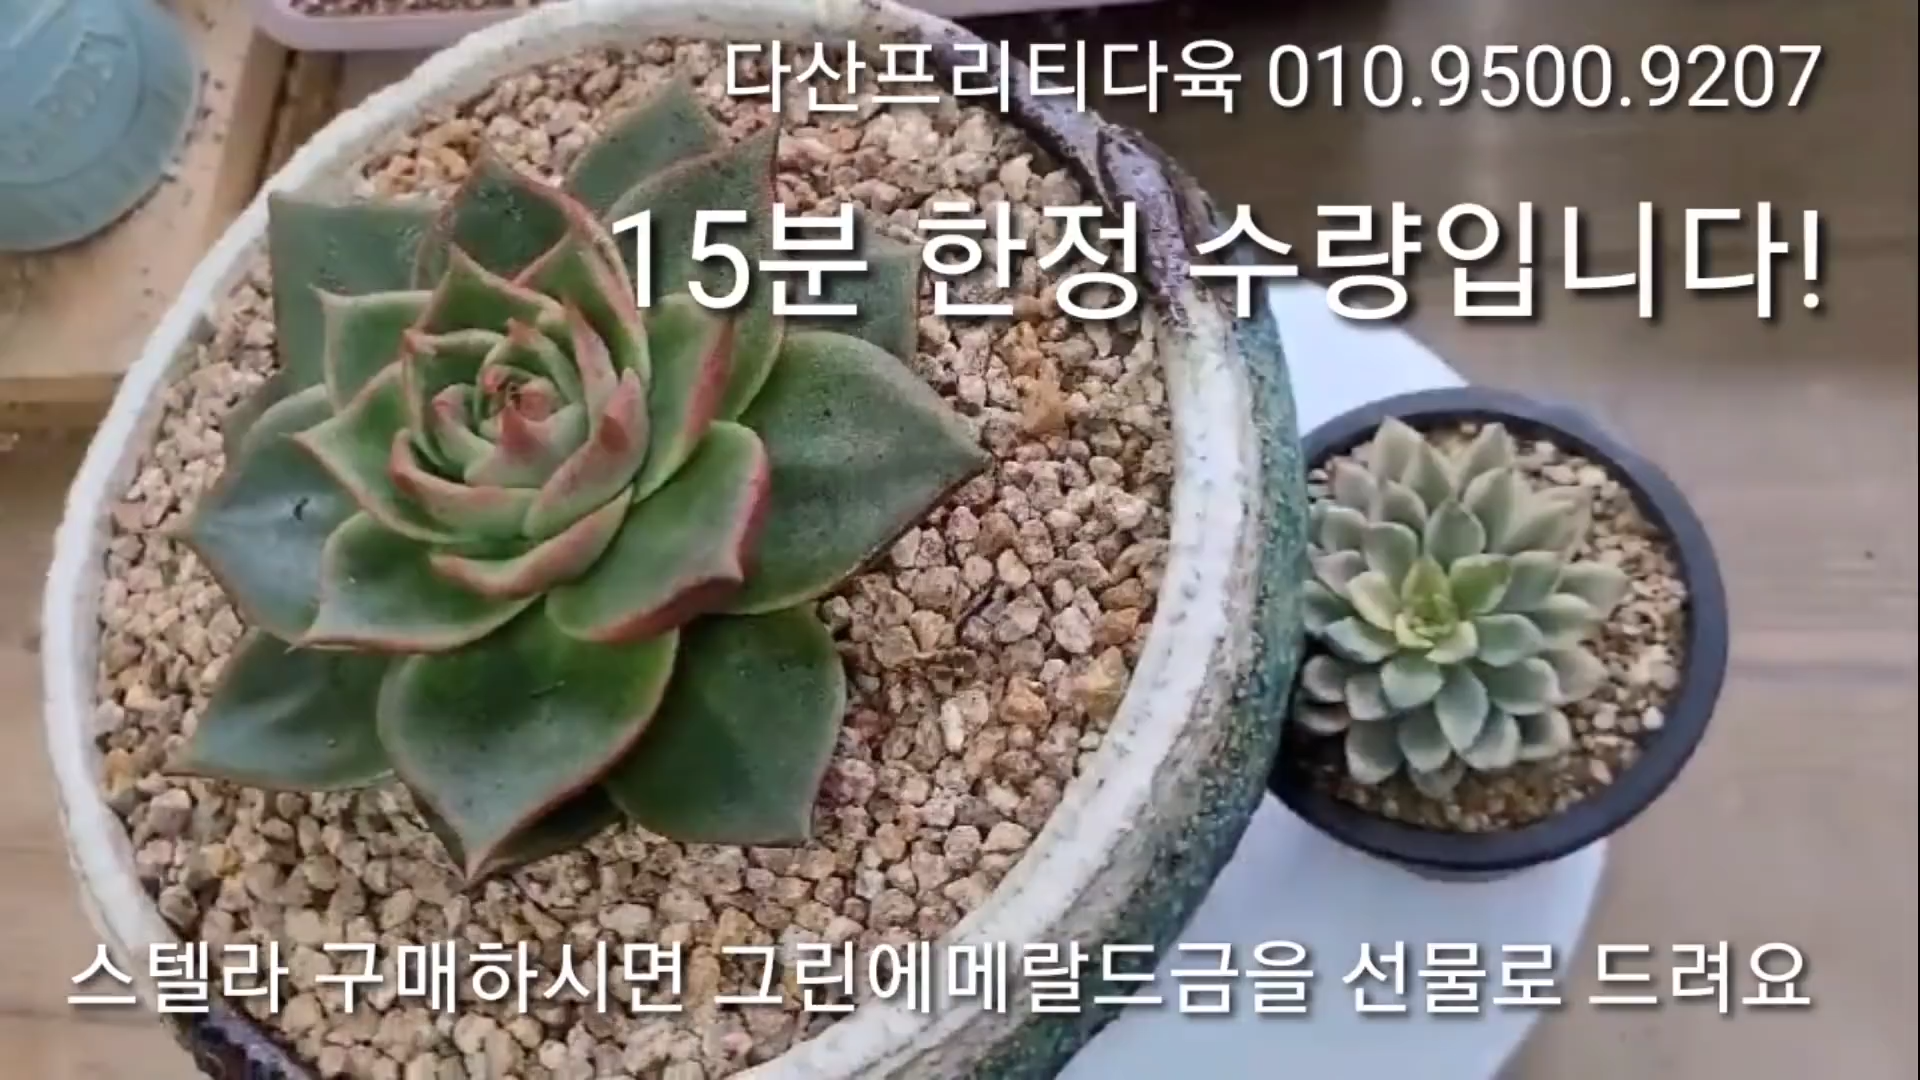 다산프리티다육 010.9500.9207
15분 한정 수량입니다!
스텔라 구매하시면 그린에메랄드금을 선물로 드려요